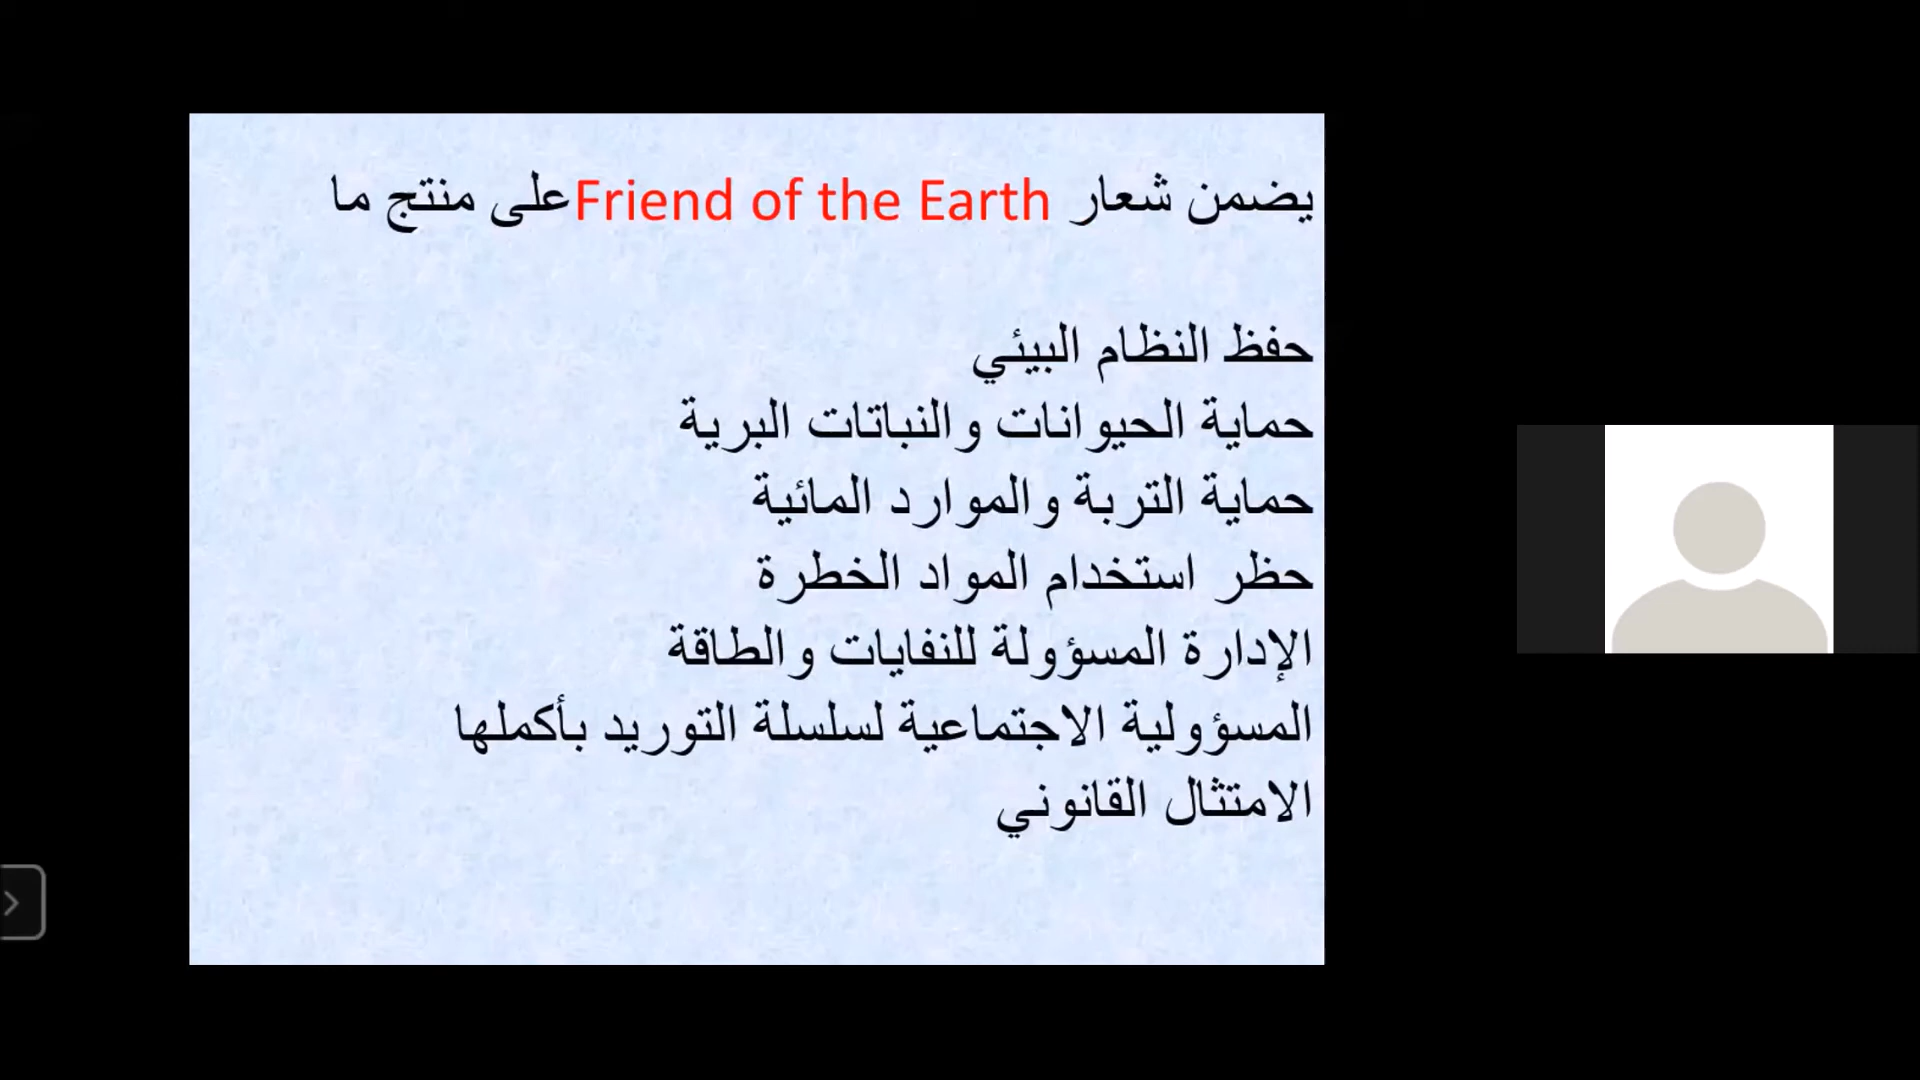 يضمن شعار Friend of the Earth على منتج ما
حفظ النظام البيئي
حماية الحيوانات والنباتات البرية
حماية التربة والموارد المائية
حظر استخدام المواد الخطرة
الإدارة المسؤولة للنفايات والطاقة
المسؤولية الاجتماعية لسلسلة التوريد بأكملها
الامتثال القانوني